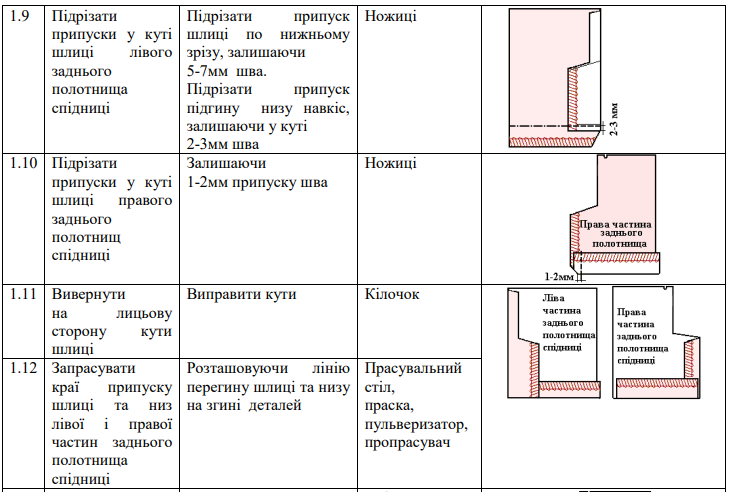 1.9
Підрізати
припуски у куті
шлиці лівого
заднього
полотнища
спідниці.
Підрізати припуск
шлиці по нижньому
зрізу, залишаючи
5-7мм шва.
Підрізати припуск
підгину низу навкіс,
залишаючи у куті
2-3мм шва
Ножиці
2-3 мм
1.10
Підрізати
припуски у куті
шлиці правого
заднього
полотнищ
спідниці
Залишаючи
1-2мм припуску шва
Ножиці
Права частина
заднього
полотнища
1-2мм
1.11
Вивернути
на лицьову
сторону кути
шлиці
Виправити кути
Кілочок
Ліва
частина
заднього
полотнища
спідниці
Права
частина
заднього
полотнища
спідниці
1.12
Запрасувати
краї припуску
шлиці та низ
лівої і правої
частин заднього
полотнища
спідниці
Розташовуючи лінію
перегину шлиці та низу
на згині деталей
Прасувальний
стіл,
праска,
пульверизатор,
пропрасувач